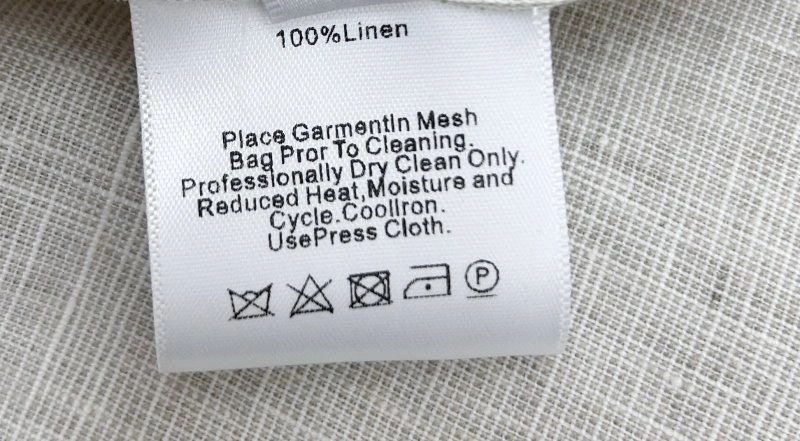 100%Linen
Place GarmentIn Mesh
Bag Pror To Cleaning.
Professionally Dry Clean Only.
Reduced Heat,Moisture and
Cycle.CoolIron.
UsePress Cloth.
P